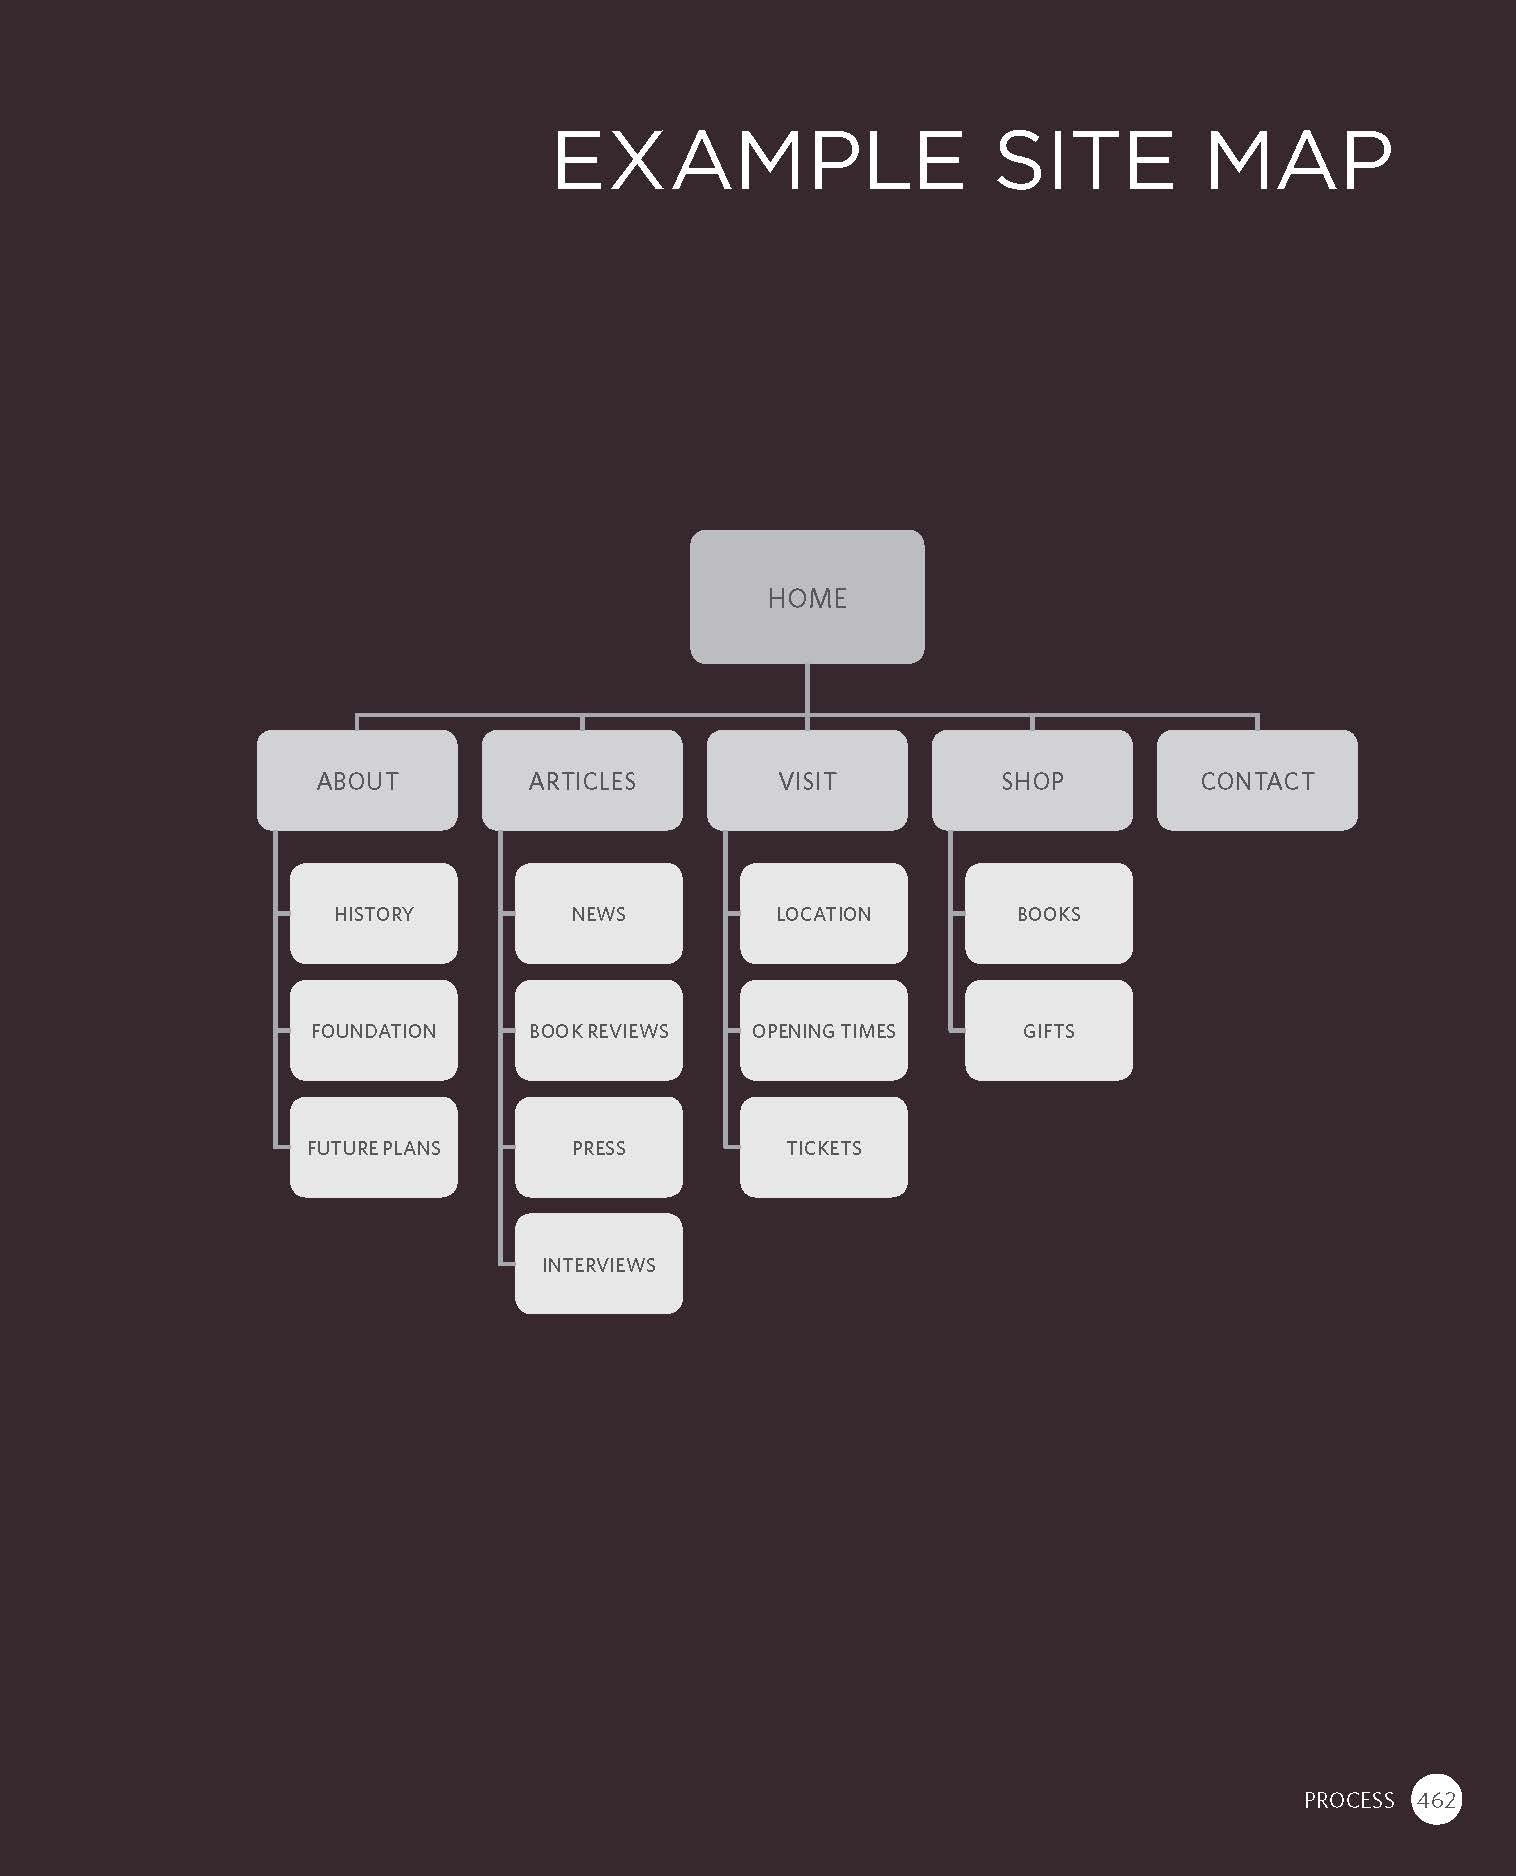 EXAMPLE SITE MAP
HOME
ABOUT
ARTICLES
VISIT
SHOP
CONTACT
HISTORY
NEWS
LOCATION
BOOKS
FOUNDATION
BOOK REVIEWS
OPENING TIMES
GIFTS
FUTURE PLANS
PRESS
TICKETS
INTERVIEWS
PROCESS 462